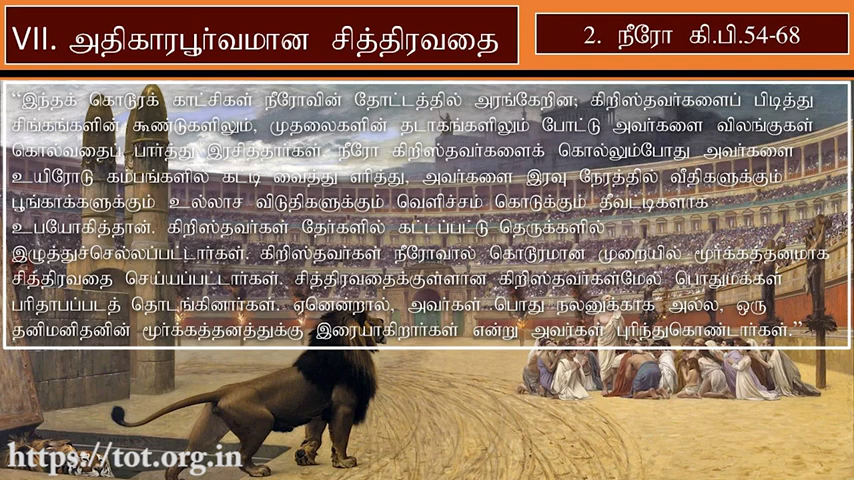 VII. அதிகாரபூர்வமான சித்திரவதை
2. நீரோ கி.பி.54-68
“இந்தக் கொடூரக் காட்சிகள் நீரோவின் தோட்டத்தில் அரங்கேறின; கிறிஸ்தவர்களைப் பிடித்து
சிங்கங்களின் கூண்டுகளிலும், முதலைகளின் தடாகங்களிலும் போட்டு அவர்களை விலங்குகள்
கொல்வதைப் பார்த்து இரசித்தார்கள். நீரோ கிறிஸ்தவர்களைக் கொல்லும்போது அவர்களை
உயிரோடு கம்பங்களில் கட்டி வைத்து எரித்து, அவர்களை இரவு நேரத்தில் வீதிகளுக்கும்
பூங்காக்களுக்கும் உல்லாச விடுதிகளுக்கும் வெளிச்சம் கொடுக்கும் தீவட்டிகளாக
உபயோகித்தான். கிறிஸ்தவர்கள் தேர்களில் கட்டப்பட்டு தெருக்களில்
இழுத்துச்செல்லப்பட்டார்கள். கிறிஸ்தவர்கள் நீரோவால் கொடூரமான முறையில் மூர்க்கத்தனமாக
சித்திரவதை செய்யப்பட்டார்கள். சித்திரவதைக்குள்ளான கிறிஸ்தவர்கள்மேல் பொதுமக்கள்
பரிதாபப்படத் தொடங்கினார்கள். ஏனென்றால், அவர்கள் பொது நலனுக்காக அல்ல, ஒரு
தனிமனிதனின் மூர்க்கத்தனத்துக்கு இரையாகிறார்கள் என்று அவர்கள் புரிந்துகொண்டார்கள்.”
https://tot.org.in